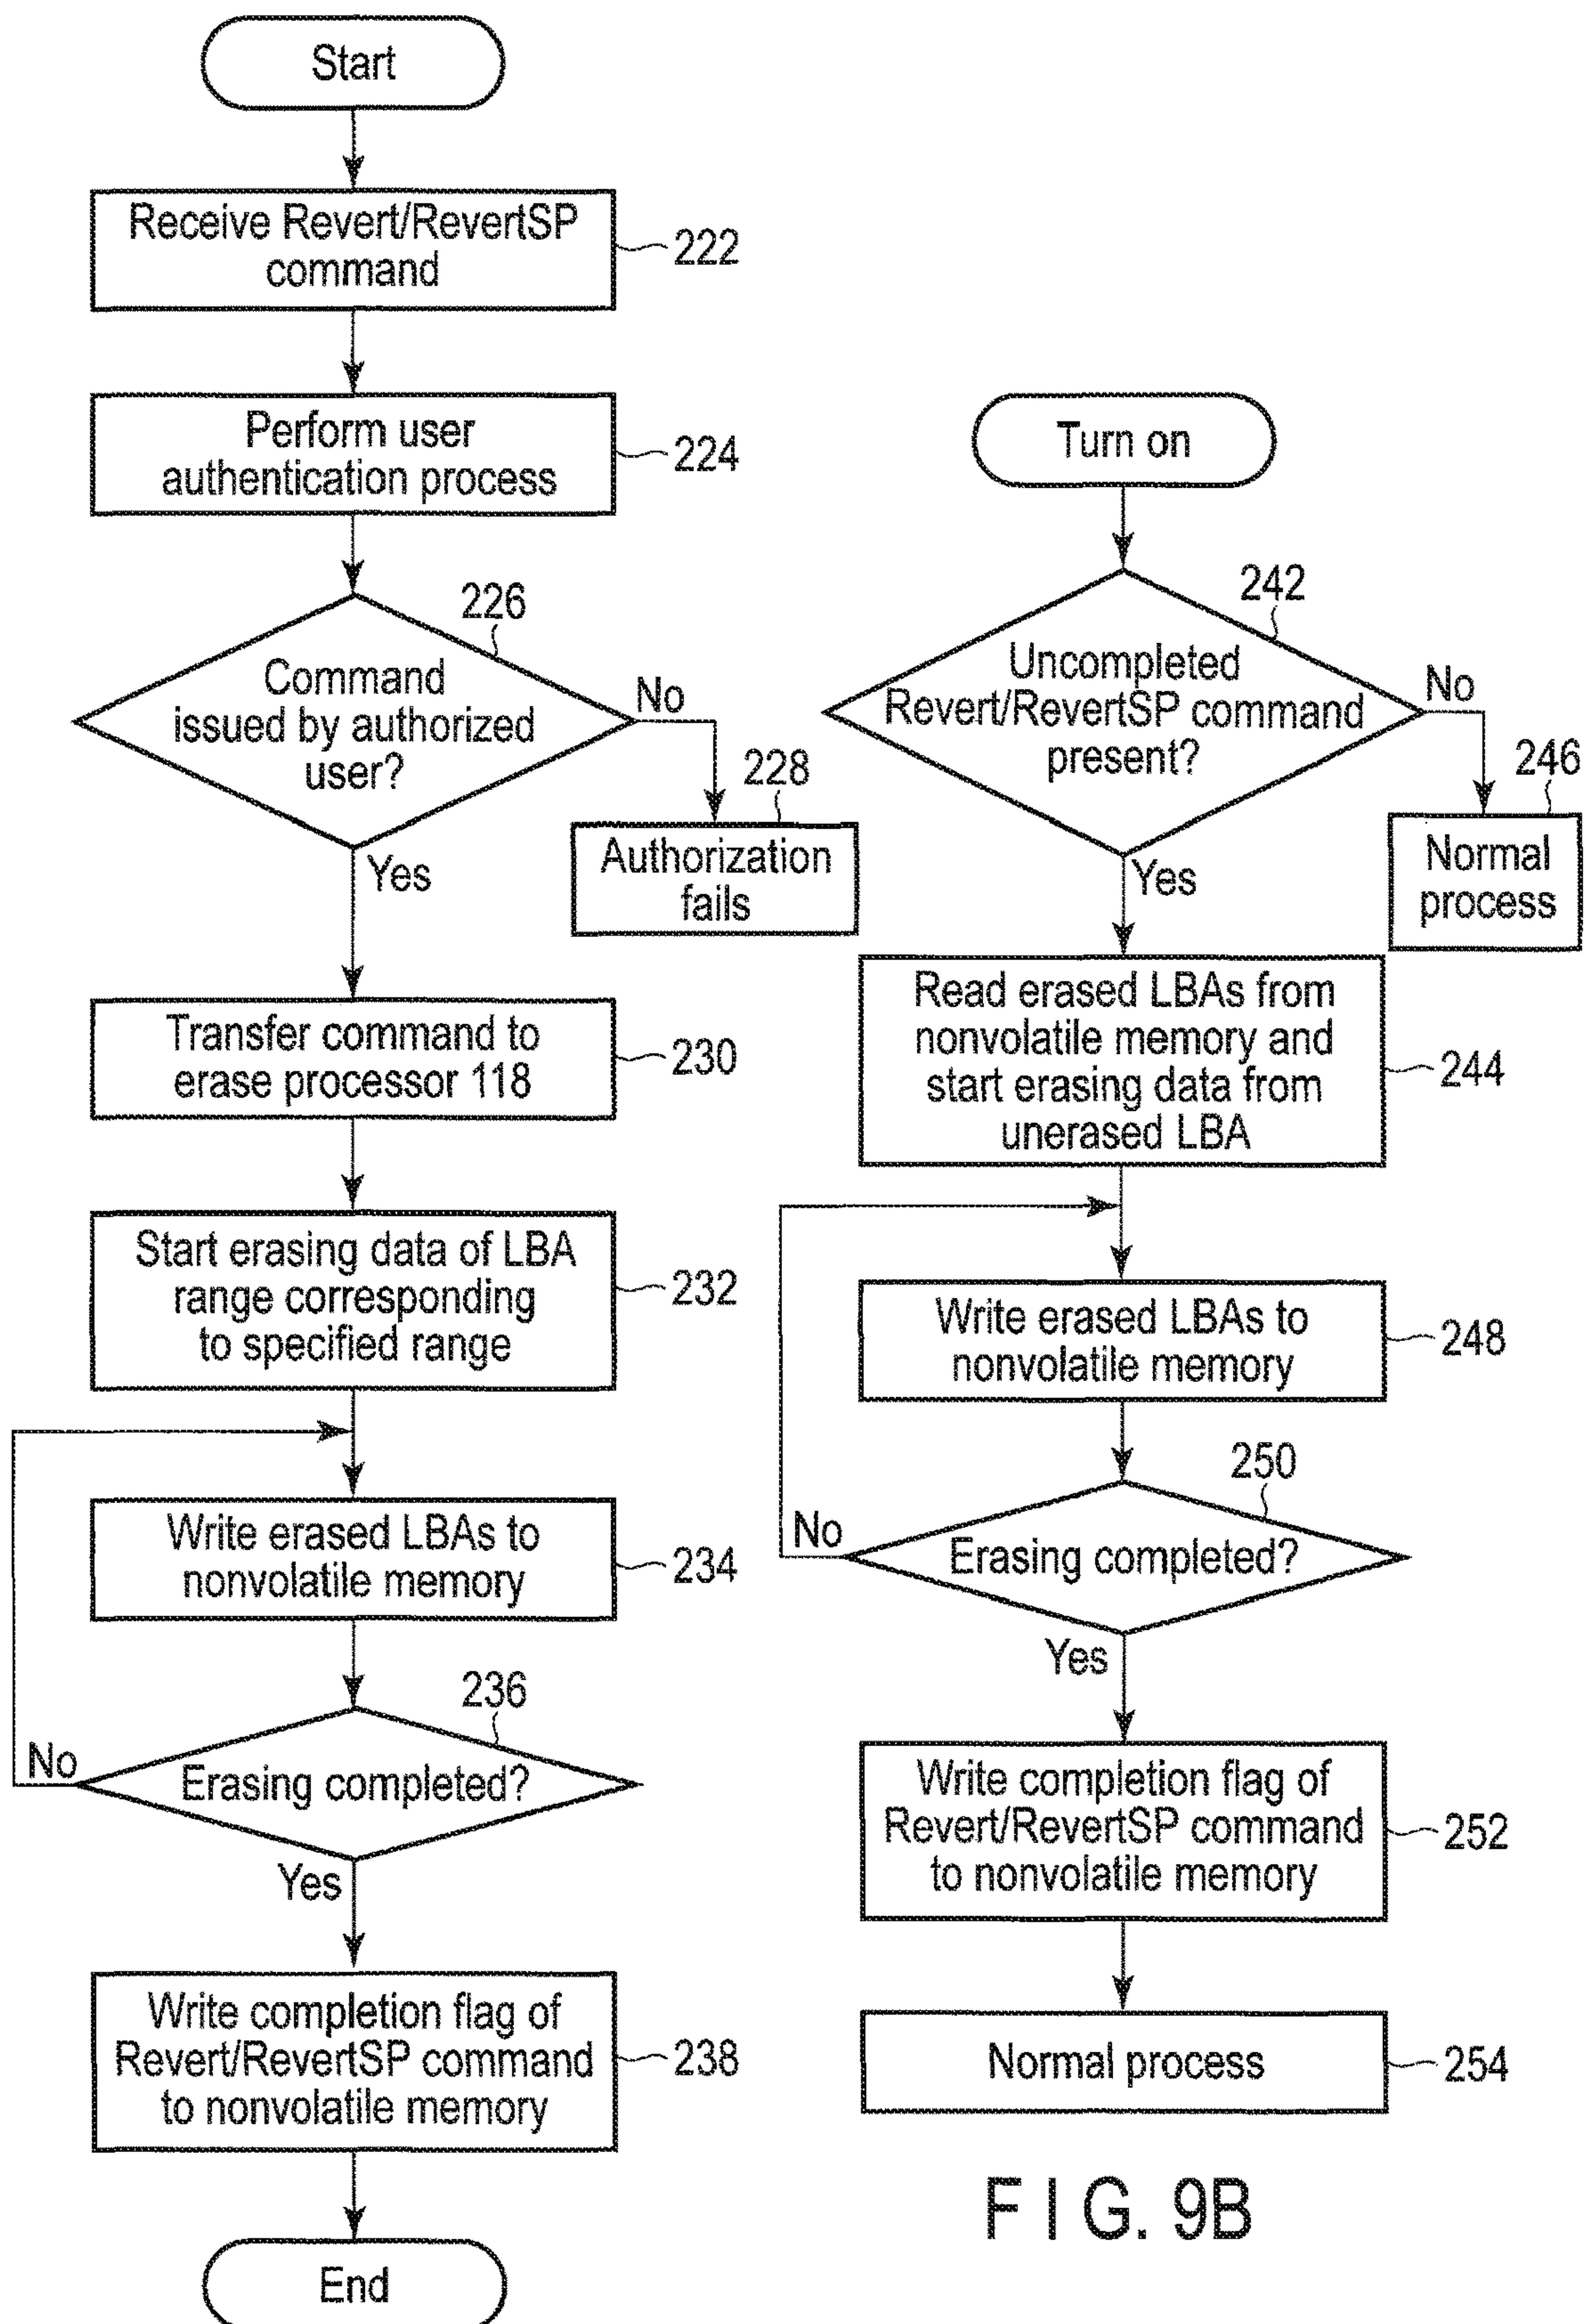 Start
Receive Revert/RevertSP
command
222
Perform user
authentication process
224
226
Command
issued by authorized
user?
No
228
Authorization
fails
Yes
Transfer command to
erase processor 118
230
Start erasing data of LBA
range corresponding
to specified range
232
Write erased LBAs to
nonvolatile memory
234
236
Erasing completed?
No
Yes
Write completion flag of
Revert/RevertSP command
to nonvolatile memory
238
End
Turn on
242
Uncompleted
Revert/RevertSP command
present?
No
246
Normal
process
Yes
Read erased LBAs from
nonvolatile memory and
start erasing data from
unerased LBA
244
Write erased LBAs to
nonvolatile memory
248
250
Erasing completed?
No
Yes
Write completion flag of
Revert/RevertSP command
to nonvolatile memory
252
Normal process
254
FIG. 9B